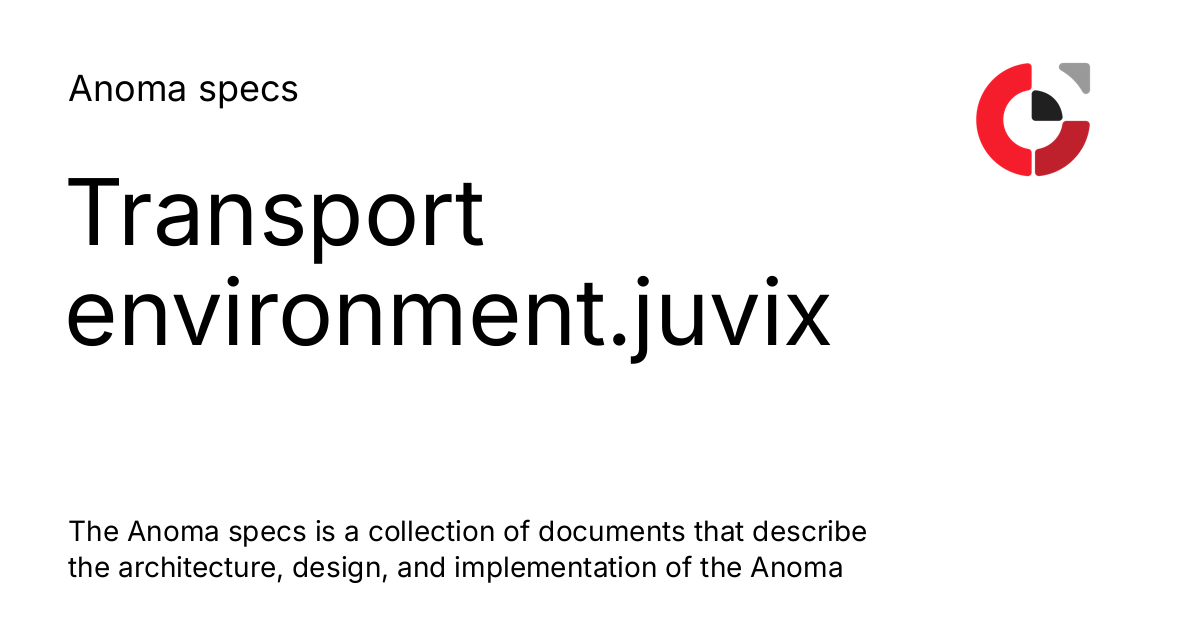 Anoma specs
Transport
environment.juvix
The Anoma specs is a collection of documents that describe
the architecture, design, and implementation of the Anoma